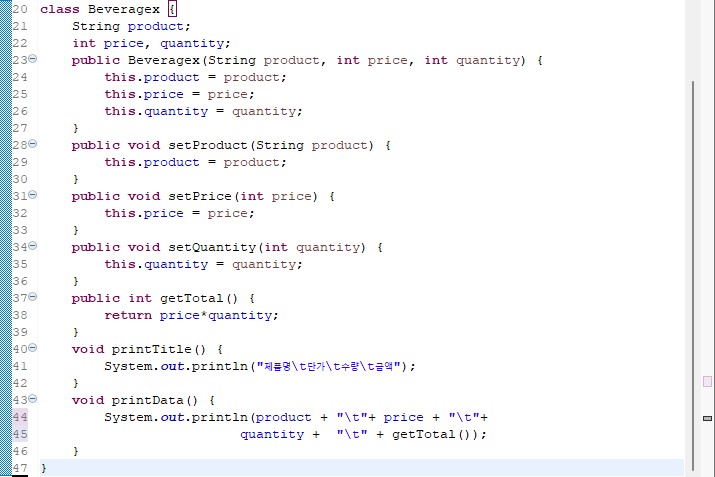 20 class Beveragex {
21     String product;
22     int price, quantity;
23     public Beveragex(String product, int price, int quantity) {
24         this.product = product;
25         this.price = price;
26         this.quantity = quantity;
27     }
28     public void setProduct(String product) {
29         this.product = product;
30     }
31     public void setPrice(int price) {
32         this.price = price;
33     }
34     public void setQuantity(int quantity) {
35         this.quantity = quantity;
36     }
37     public int getTotal() {
38         return price*quantity;
39     }
40     void printTitle() {
41         System.out.println("제품명\t단가\t수량\t금액");
42     }
43     void printData() {
44         System.out.println(product + "\t"+ price + "\t"+
45                          quantity +  "\t" + getTotal());
46     }
47 }